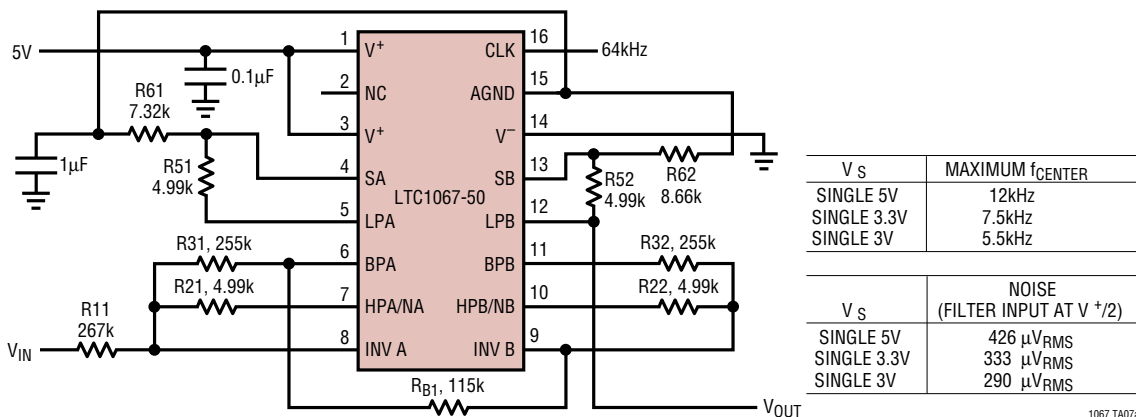 5V
0.1µF
R61
7.32k
1µF
R51
4.99k
1 V+
2 NC
3 V+
4 SA
5 LPA
6 BPA
7 HPA/NA
8 INV A
LTC1067-50
16 CLK
15 AGND
14 V−
13 SB
12 LPB
11 BPB
10 HPB/NB
9 INV B
64kHz
R62
8.66k
R52
4.99k
R31, 255k
R21, 4.99k
R11
267k
VIN
R32, 255k
R22, 4.99k
RB1, 115k
VOUT
VS MAXIMUM fCENTER
SINGLE 5V 12kHz
SINGLE 3.3V 7.5kHz
SINGLE 3V 5.5kHz
VS NOISE
(FILTER INPUT AT V+/2)
SINGLE 5V 426 µVRMS
SINGLE 3.3V 333 µVRMS
SINGLE 3V 290 µVRMS
1067 TA07a